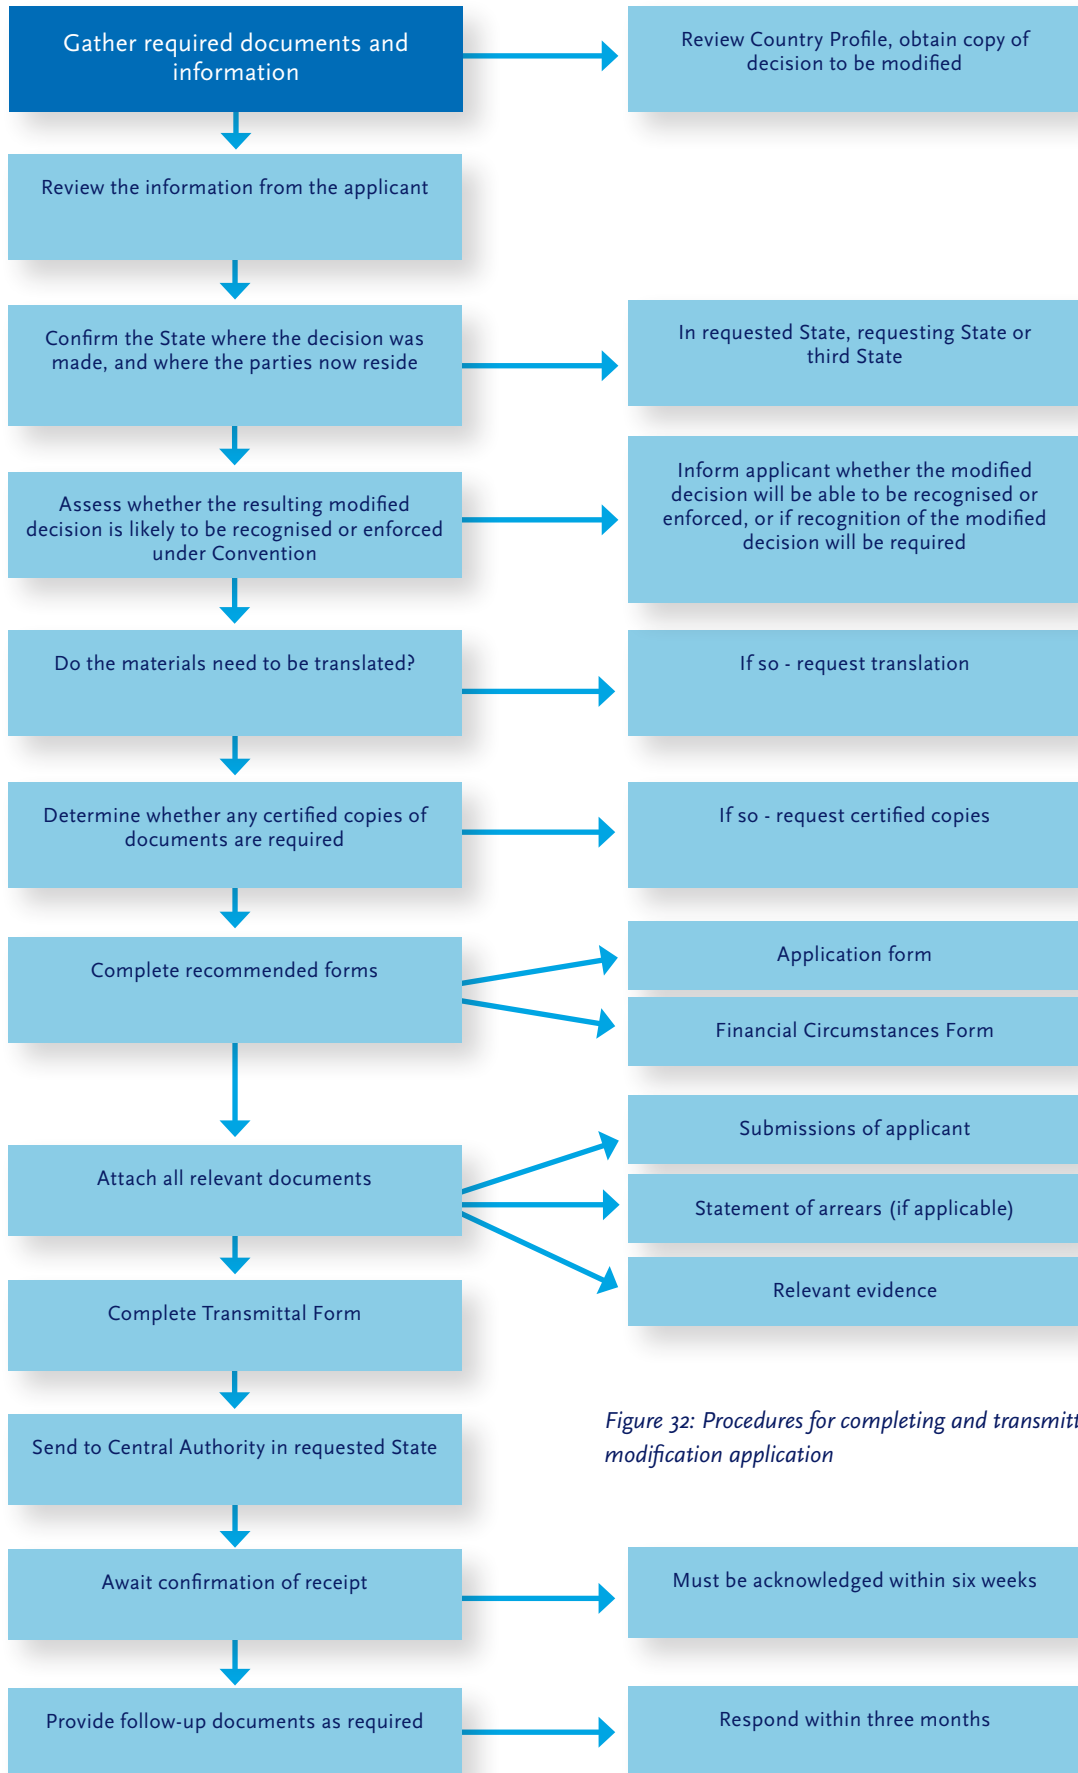 Gather required documents and
information
Review Country Profile, obtain copy of
decision to be modified
Review the information from the applicant
Confirm the State where the decision was
made, and where the parties now reside
In requested State, requesting State or
third State
Assess whether the resulting modified
decision is likely to be recognised or enforced
under Convention
Inform applicant whether the modified
decision will be able to be recognised or
enforced, or if recognition of the modified
decision will be required
Do the materials need to be translated?
If so - request translation
Determine whether any certified copies of
documents are required
If so - request certified copies
Complete recommended forms
Application form
Financial Circumstances Form
Attach all relevant documents
Submissions of applicant
Statement of arrears (if applicable)
Relevant evidence
Complete Transmittal Form
Send to Central Authority in requested State
Figure 32: Procedures for completing and transmitt
modification application
Await confirmation of receipt
Must be acknowledged within six weeks
Provide follow-up documents as required
Respond within three months